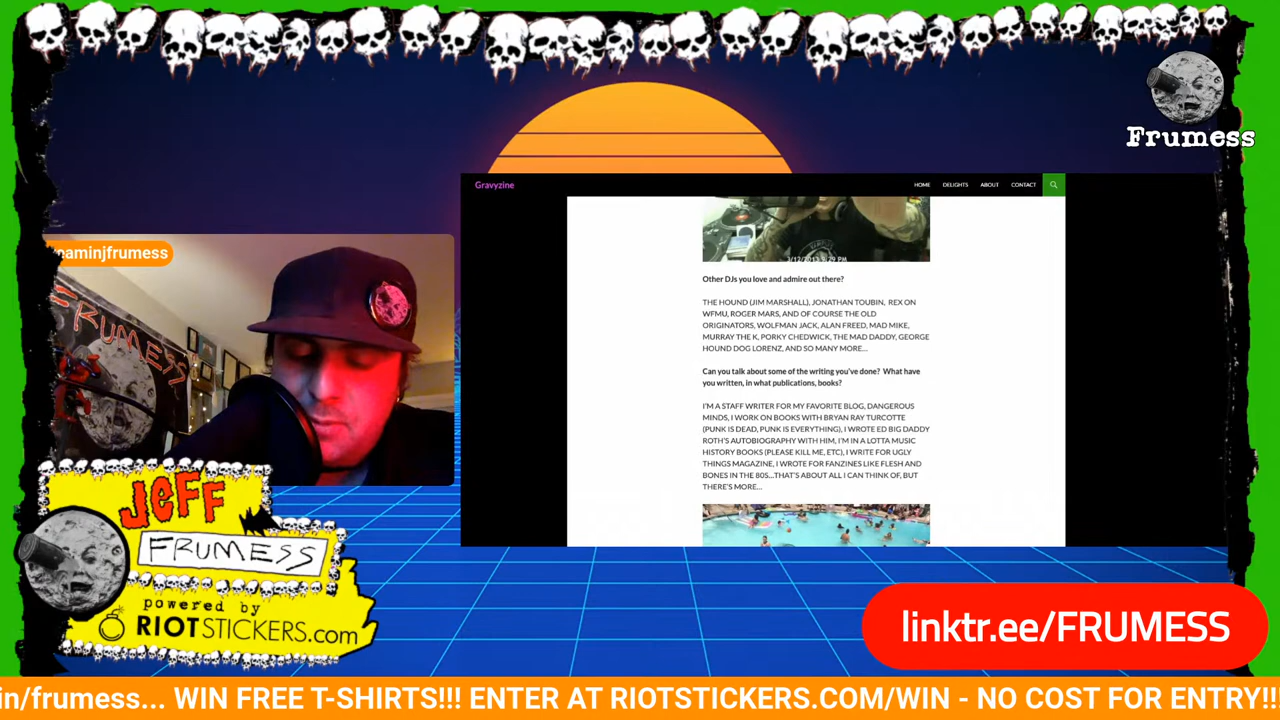 Frumess
Gravyzine
HOME DELIGHTS ABOUT CONTACT
3/12/2013 9:29 PM
Other DJs you love and admire out there?
THE HOUND (JIM MARSHALL), JONATHAN TOUBIN, REX ON
WFMU, ROGER MARS, AND OF COURSE THE OLD
ORIGINATORS, WOLFMAN JACK, ALAN FREED, MAD MIKE,
MURRAY THE K, PORKY CHEDWICK, THE MAD DADDY, GEORGE
HOUND DOG LORENZ, AND SO MANY MORE…
Can you talk about some of the writing you've done? What have
you written, in what publications, books?
I'M A STAFF WRITER FOR MY FAVORITE BLOG, DANGEROUS
MINDS, I WORK ON BOOKS WITH BRYAN RAY TURCOTTE
(PUNK IS DEAD, PUNK IS EVERYTHING), I WROTE ED BIG DADDY
ROTH'S AUTOBIOGRAPHY WITH HIM, I'M IN A LOTTA MUSIC
HISTORY BOOKS (PLEASE KILL ME, ETC), I WRITE FOR UGLY
THINGS MAGAZINE, I WROTE FOR FANZINES LIKE FLESH AND
BONES IN THE 80S…THAT'S ABOUT ALL I CAN THINK OF, BUT
THERE'S MORE…
eaminjfrumess
FRUMESS
JeFF
FRUMESS
powered by
RIOTSTICKERS.com
linktr.ee/FRUMESS
in/frumess... WIN FREE T-SHIRTS!!! ENTER AT RIOTSTICKERS.COM/WIN - NO COST FOR ENTRY!!